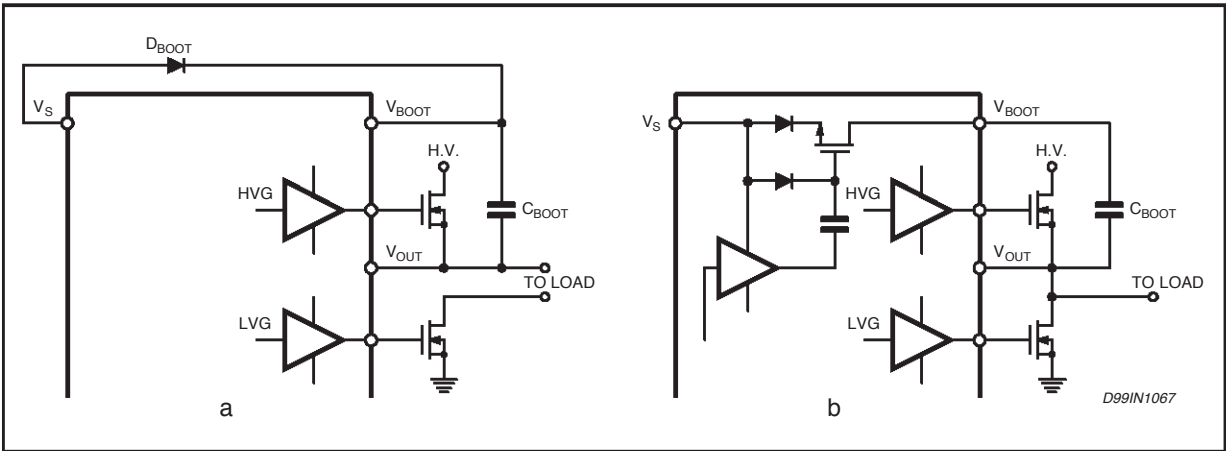 DBOOT
VS
VBOOT
H.V.
HVG
CBOOT
VOUT
TO LOAD
LVG
a
VS
VBOOT
H.V.
HVG
CBOOT
VOUT
TO LOAD
LVG
b
D99IN1067